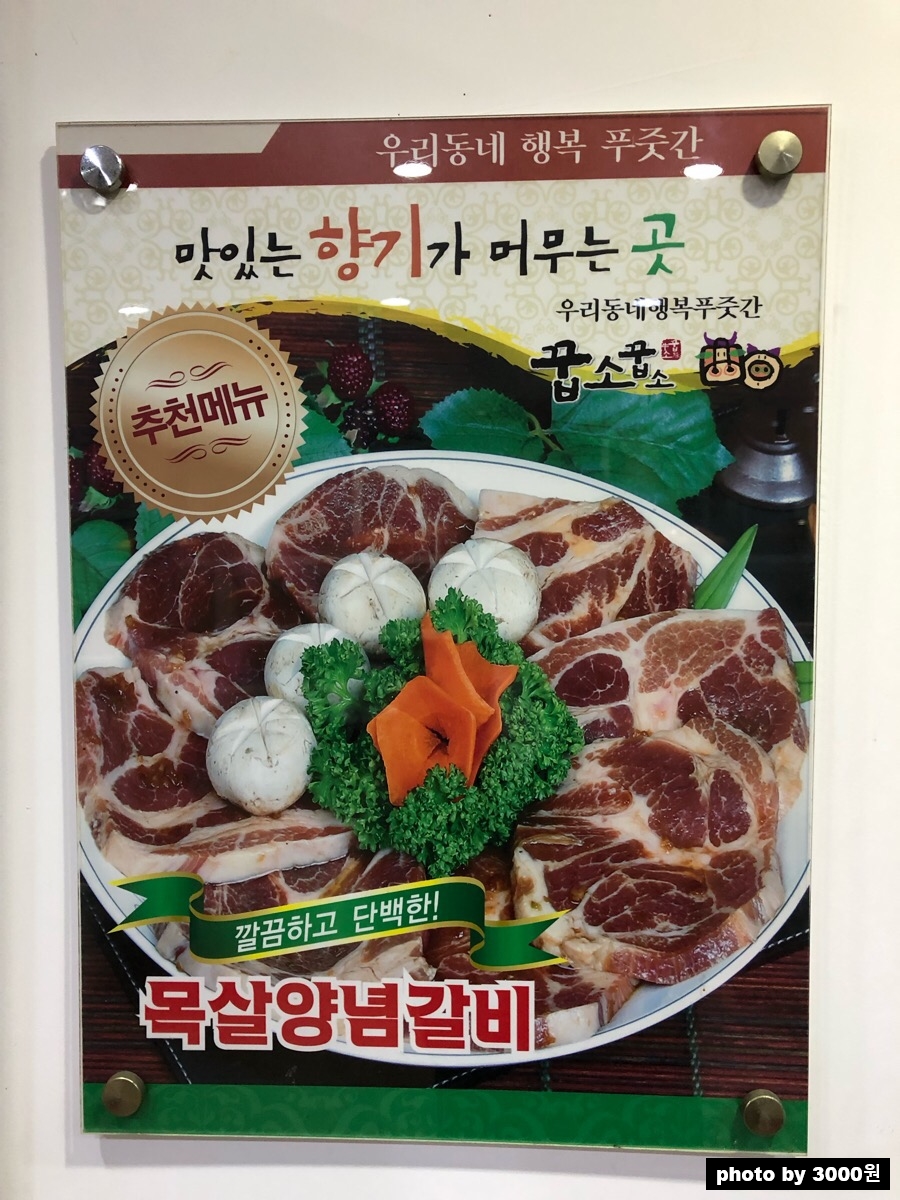 우리동네 행복 푸줏간
맛있는 향기가 머무는 곳
우리동네행복푸줏간
꿉소꿉소
추천메뉴
깔끔하고 단백한!
목살양념갈비
photo by 3000원